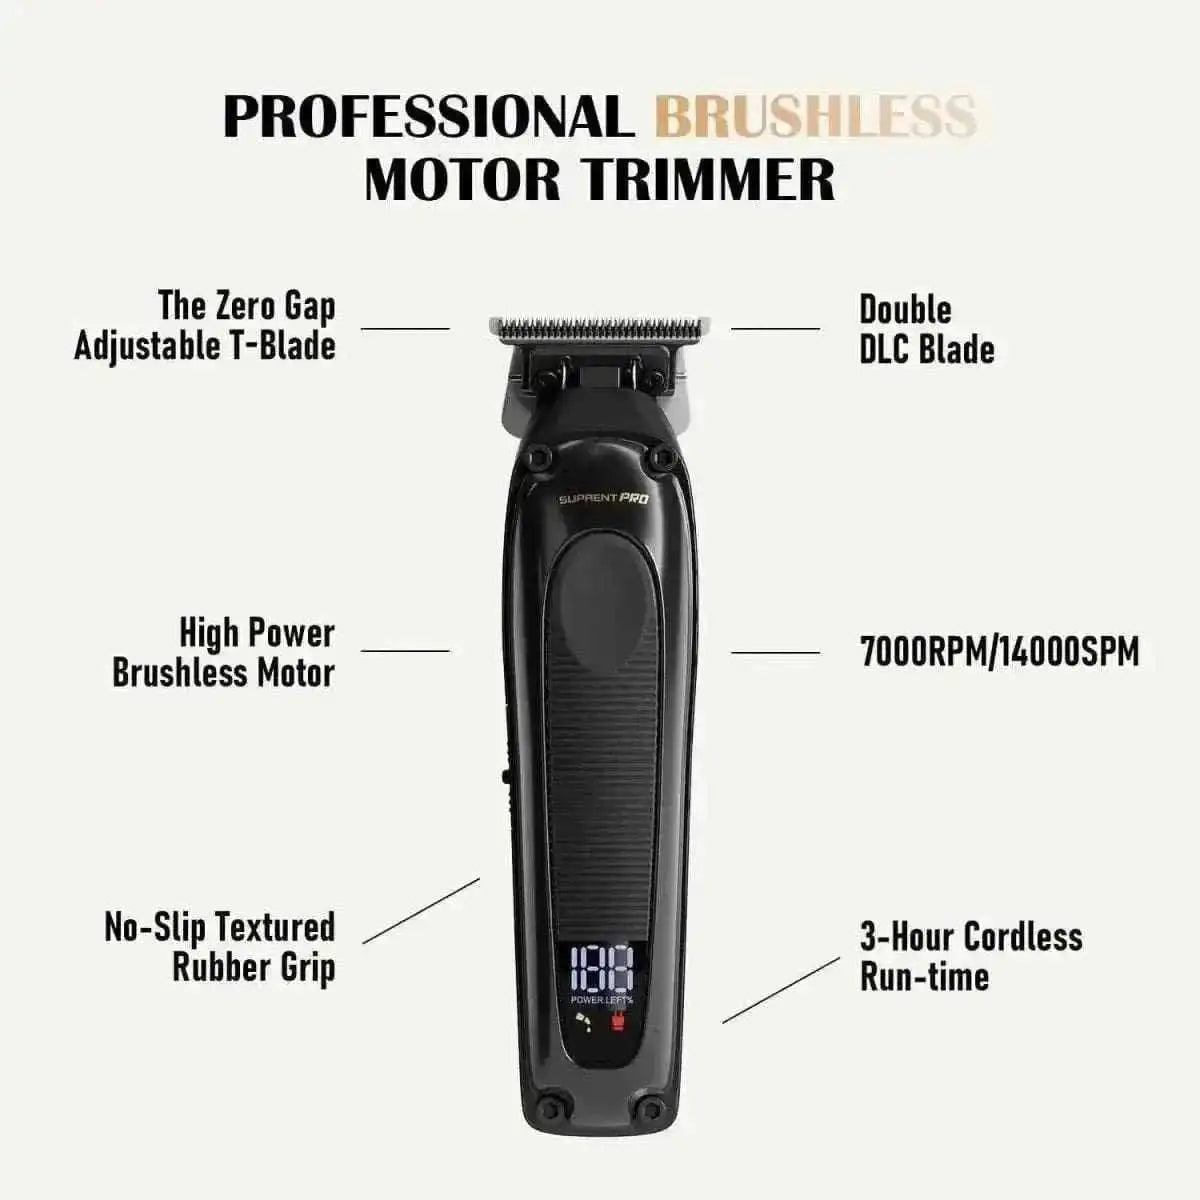 PROFESSIONAL BRUSHLESS
MOTOR TRIMMER
The Zero Gap
Adjustable T-Blade
Double
DLC Blade
SUPRENT PRO
High Power
Brushless Motor
7000RPM/14000SPM
No-Slip Textured
Rubber Grip
3-Hour Cordless
Run-time
188
POWER LEFT%